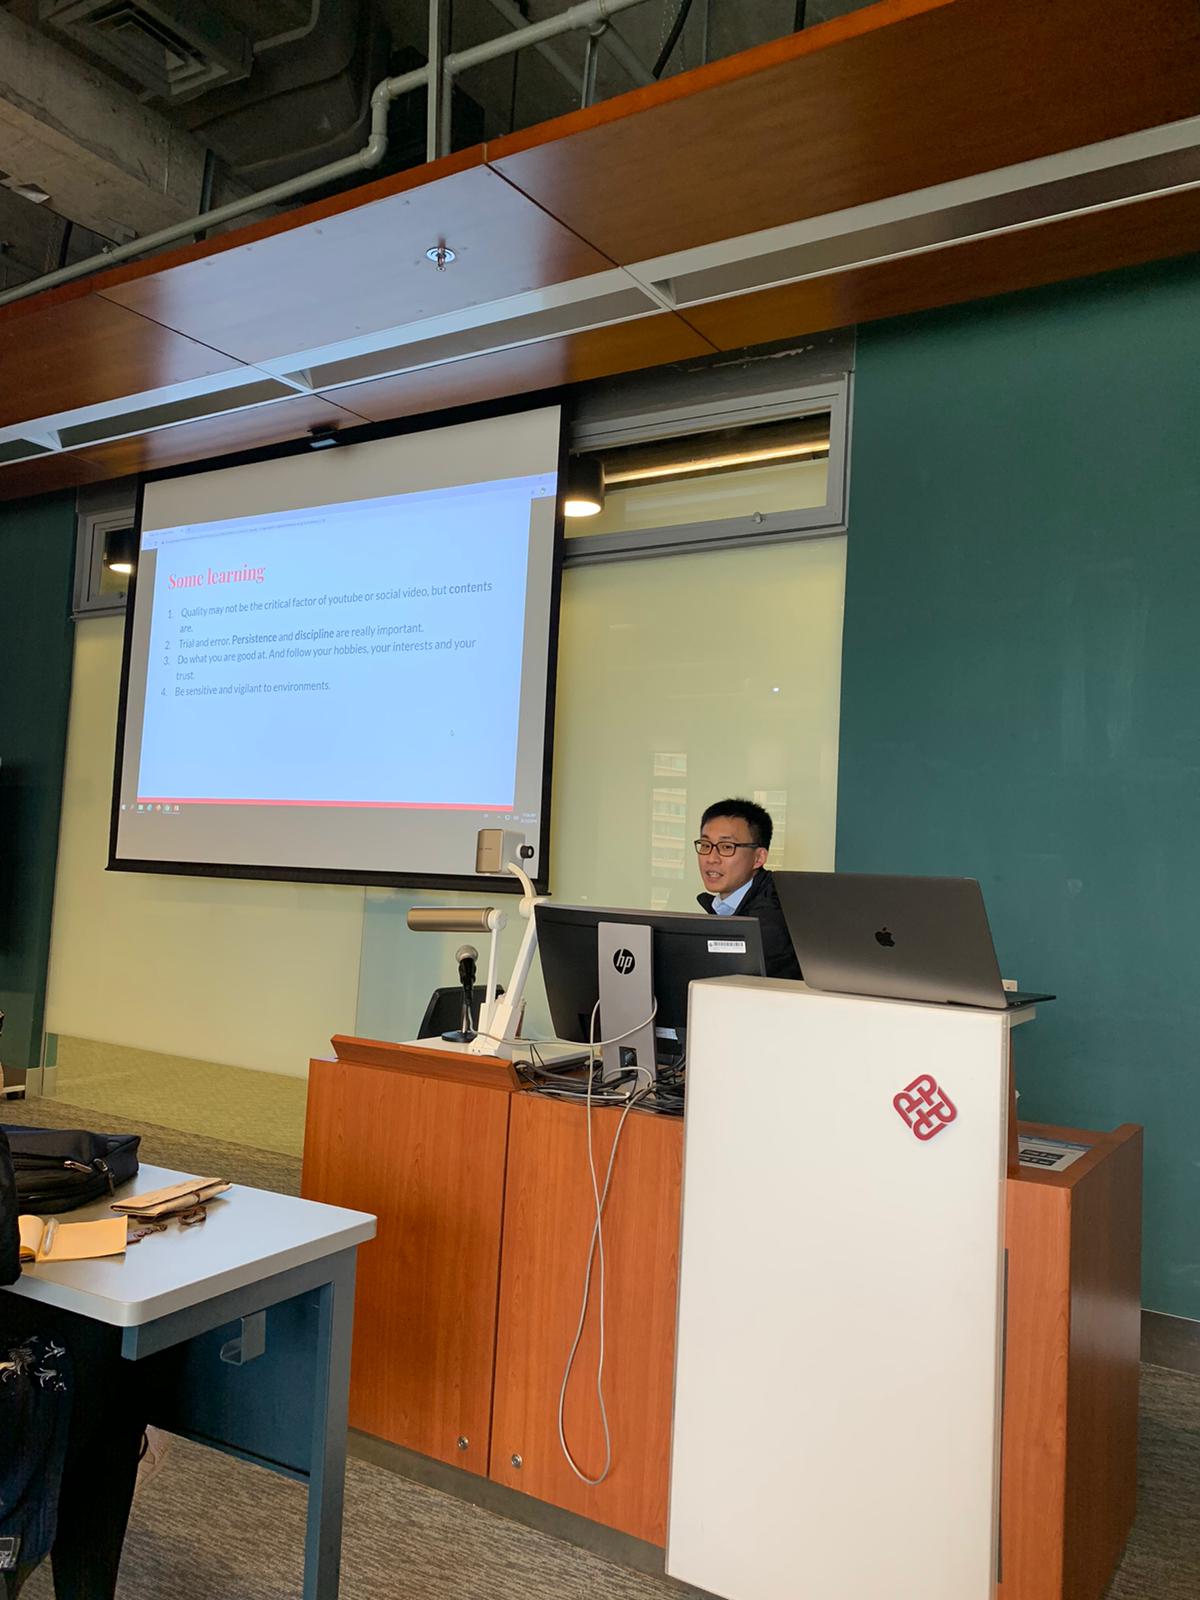 Some learning
1. Quality may not be the critical factor of youtube or social video, but contents
are.
2. Trial and error. Persistence and discipline are really important.
3. Do what you are good at. And follow your hobbies, your interests and your
trust.
4. Be sensitive and vigilant to environments.
hp